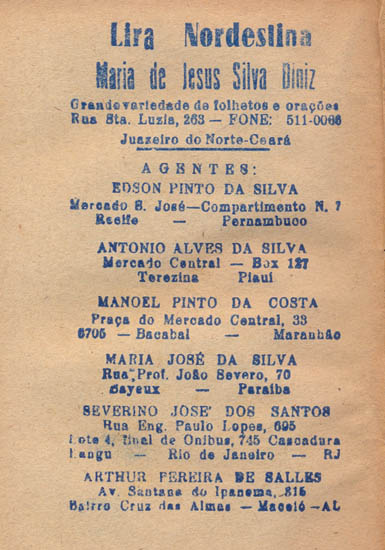 Lira Nordestina
Maria de Jesus Silva Diniz
Grande variedade de folhetos e orações
Rua Sta. Luzia, 263 — FONE: 511-0066
Juazeiro do Norte-Ceará
AGENTES:
EDSON PINTO DA SILVA
Mercado S. José—Compartimento N. 7
Recife — Pernambuco
ANTONIO ALVES DA SILVA
Mercado Central — Box 127
Terezina Piauí
MANOEL PINTO DA COSTA
Praça do Mercado Central, 33
6705 — Bacabal — Maranhão
MARIA JOSÉ DA SILVA
Rua Prof. João Severo, 70
Bayeux — Paraíba
SEVERINO JOSE' DOS SANTOS
Rua Eng. Paulo Lopes, 695
Lote 4, final de Onibus, 745 Cascadura
— Rio de Janeiro — RJ
ARTHUR PEREIRA DE SALLES
Av. Santana do Ipanema, 315
Bairro Cruz das Almas — Maceió—AL